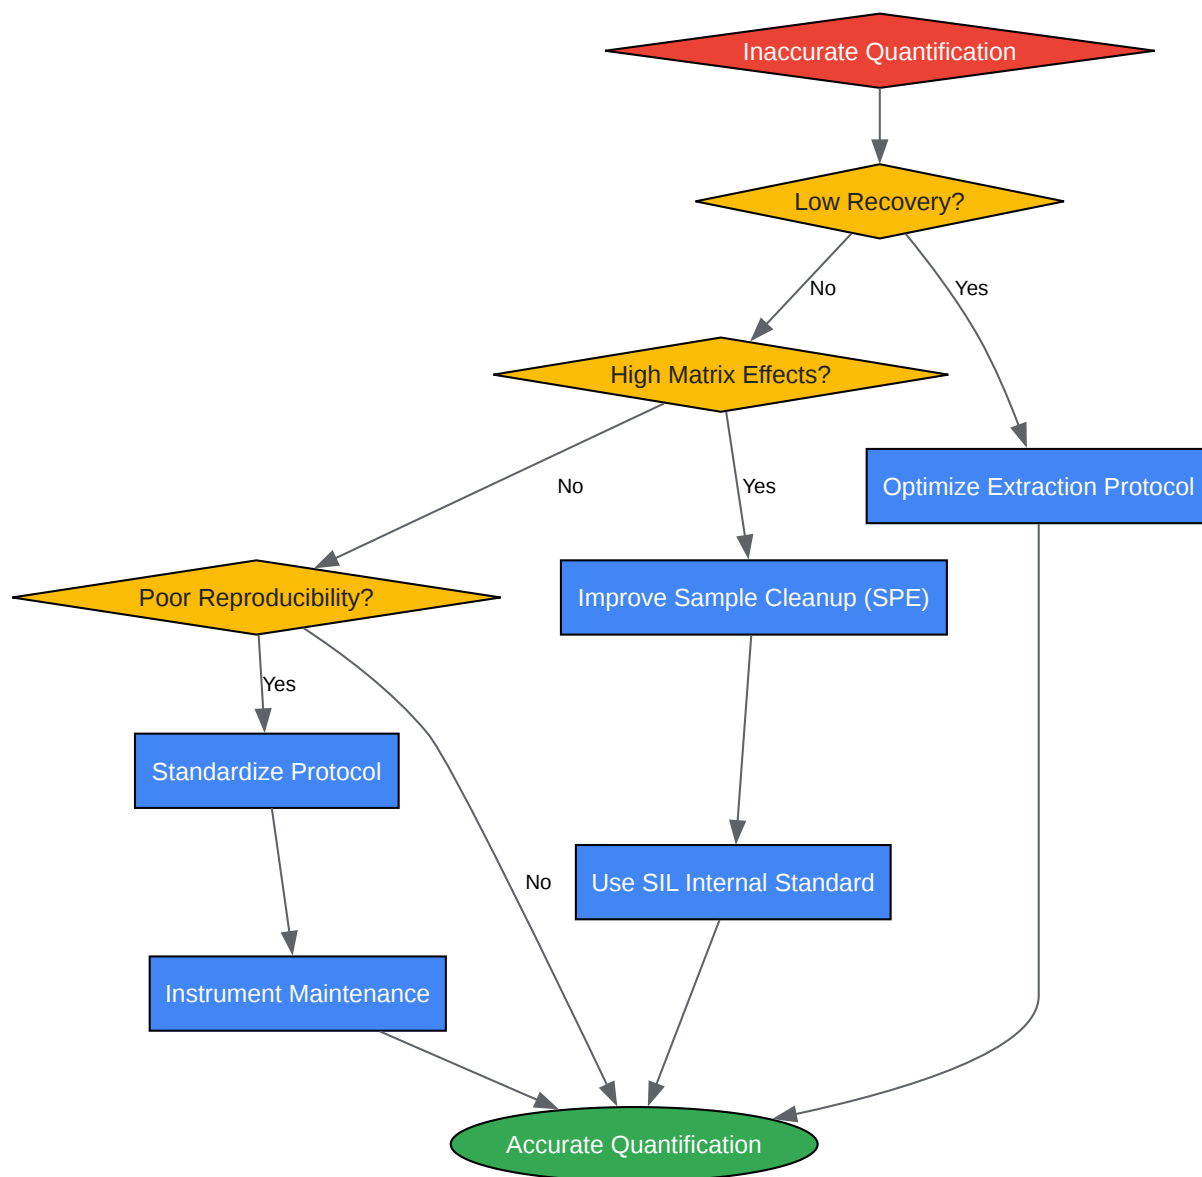 Inaccurate Quantification
Low Recovery?
No
Yes
High Matrix Effects?
No
Yes
Optimize Extraction Protocol
Poor Reproducibility?
Improve Sample Cleanup (SPE)
Yes
Standardize Protocol
No
Use SIL Internal Standard
Instrument Maintenance
Accurate Quantification